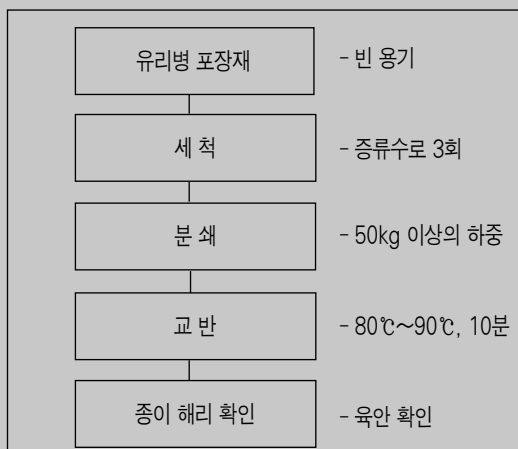 유리병 포장재 - 빈 용기
세 척 - 증류수로 3회
분 쇄 - 50kg 이상의 하중
교 반 - 80℃~90℃, 10분
종이 해리 확인 - 육안 확인